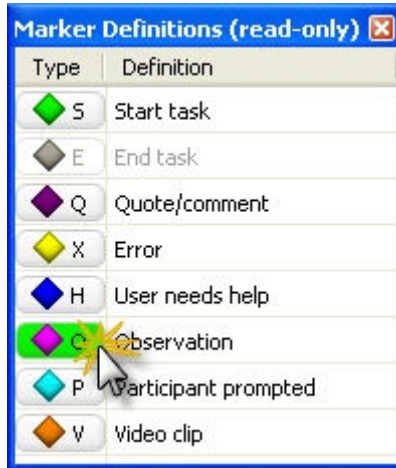 Marker Definitions (read-only)
Type Definition
S Start task
E End task
Q Quote/comment
X Error
H User needs help
O Observation
P Participant prompted
V Video clip